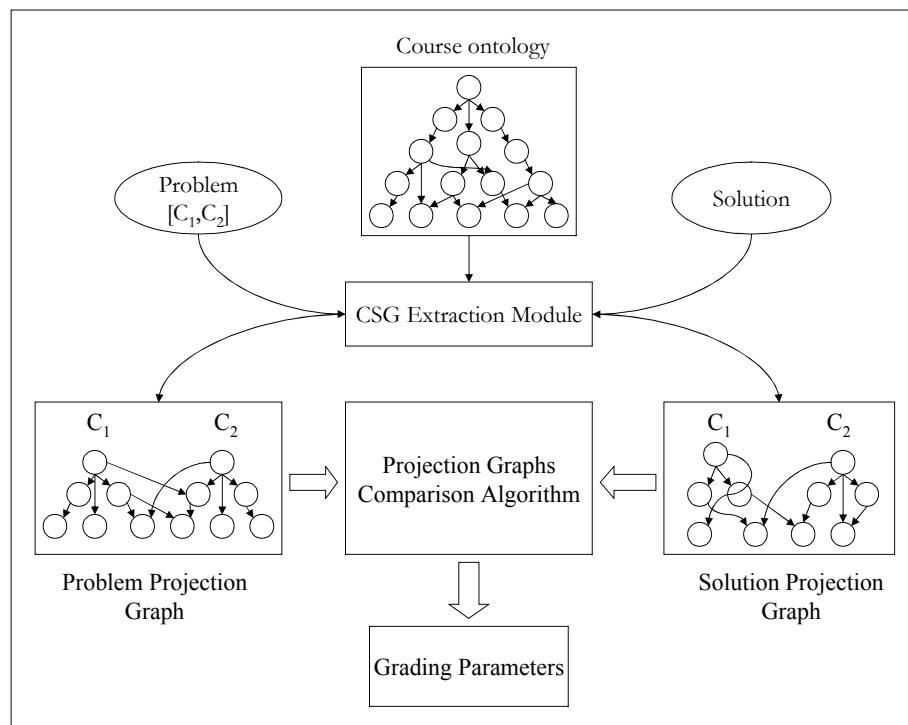 Course ontology
Problem
[C₁,C₂]
Solution
CSG Extraction Module
C₁
C₂
C₁
C₂
Projection Graphs
Comparison Algorithm
Problem Projection
Graph
Solution Projection
Graph
Grading Parameters